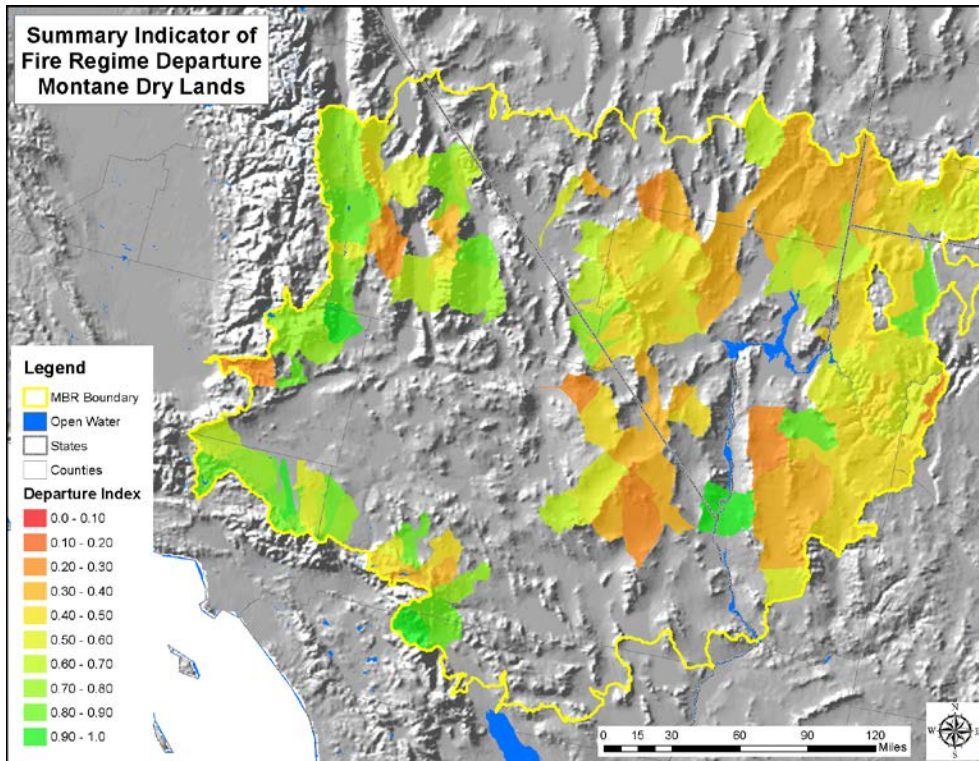 Summary Indicator of
Fire Regime Departure
Montane Dry Lands
Legend
MBR Boundary
Open Water
States
Counties
Departure Index
0.0 - 0.10
0.10 - 0.20
0.20 - 0.30
0.30 - 0.40
0.40 - 0.50
0.50 - 0.60
0.60 - 0.70
0.70 - 0.80
0.80 - 0.90
0.90 - 1.0
0 15 30 60 90 120
Miles
N
W E
S